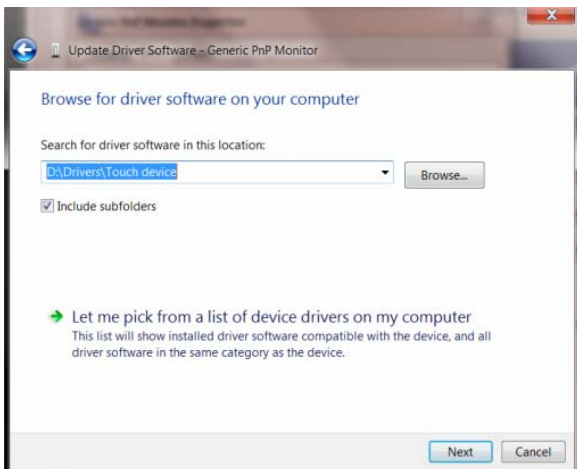 Update Driver Software - Generic PnP Monitor
Browse for driver software on your computer
Search for driver software in this location:
D:\Drivers\Touch device
Browse...
Include subfolders
Let me pick from a list of device drivers on my computer
This list will show installed driver software compatible with the device, and all
driver software in the same category as the device.
Next
Cancel